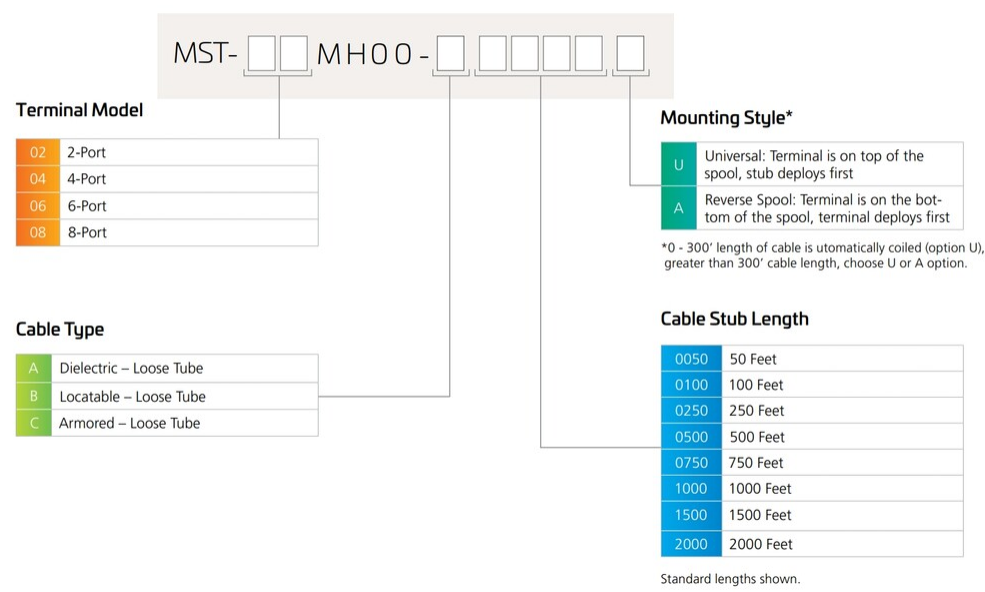 MST- MH00 -
Terminal Model
02 2-Port
04 4-Port
06 6-Port
08 8-Port
Cable Type
A Dielectric – Loose Tube
B Locatable – Loose Tube
C Armored – Loose Tube
Mounting Style*
U Universal: Terminal is on top of the
spool, stub deploys first
A Reverse Spool: Terminal is on the bot-
tom of the spool, terminal deploys first
*0 - 300’ length of cable is utomatically coiled (option U),
greater than 300’ cable length, choose U or A option.
Cable Stub Length
0050 50 Feet
0100 100 Feet
0250 250 Feet
0500 500 Feet
0750 750 Feet
1000 1000 Feet
1500 1500 Feet
2000 2000 Feet
Standard lengths shown.